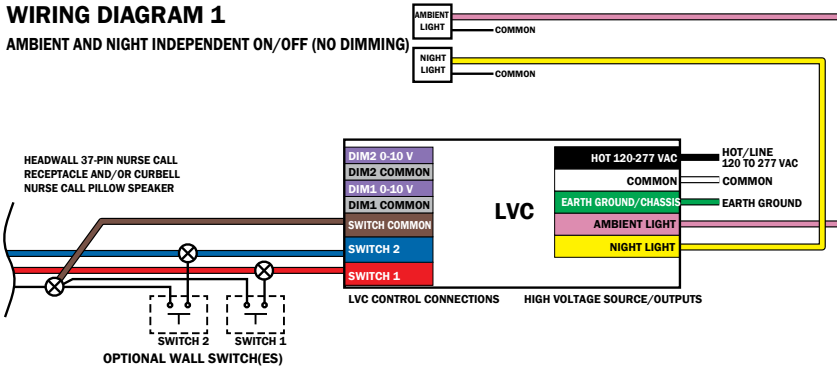 WIRING DIAGRAM 1
AMBIENT AND NIGHT INDEPENDENT ON/OFF (NO DIMMING)
AMBIENT
LIGHT
COMMON
NIGHT
LIGHT
COMMON
HEADWALL 37-PIN NURSE CALL
RECEPTACLE AND/OR CURBELL
NURSE CALL PILLOW SPEAKER
DIM2 0-10 V
DIM2 COMMON
DIM1 0-10 V
DIM1 COMMON
SWITCH COMMON
SWITCH 2
SWITCH 1
LVC
HOT 120-277 VAC
COMMON
EARTH GROUND/CHASSIS
AMBIENT LIGHT
NIGHT LIGHT
HOT/LINE
120 TO 277 VAC
COMMON
EARTH GROUND
LVC CONTROL CONNECTIONS
HIGH VOLTAGE SOURCE/OUTPUTS
SWITCH 2
SWITCH 1
OPTIONAL WALL SWITCH(ES)